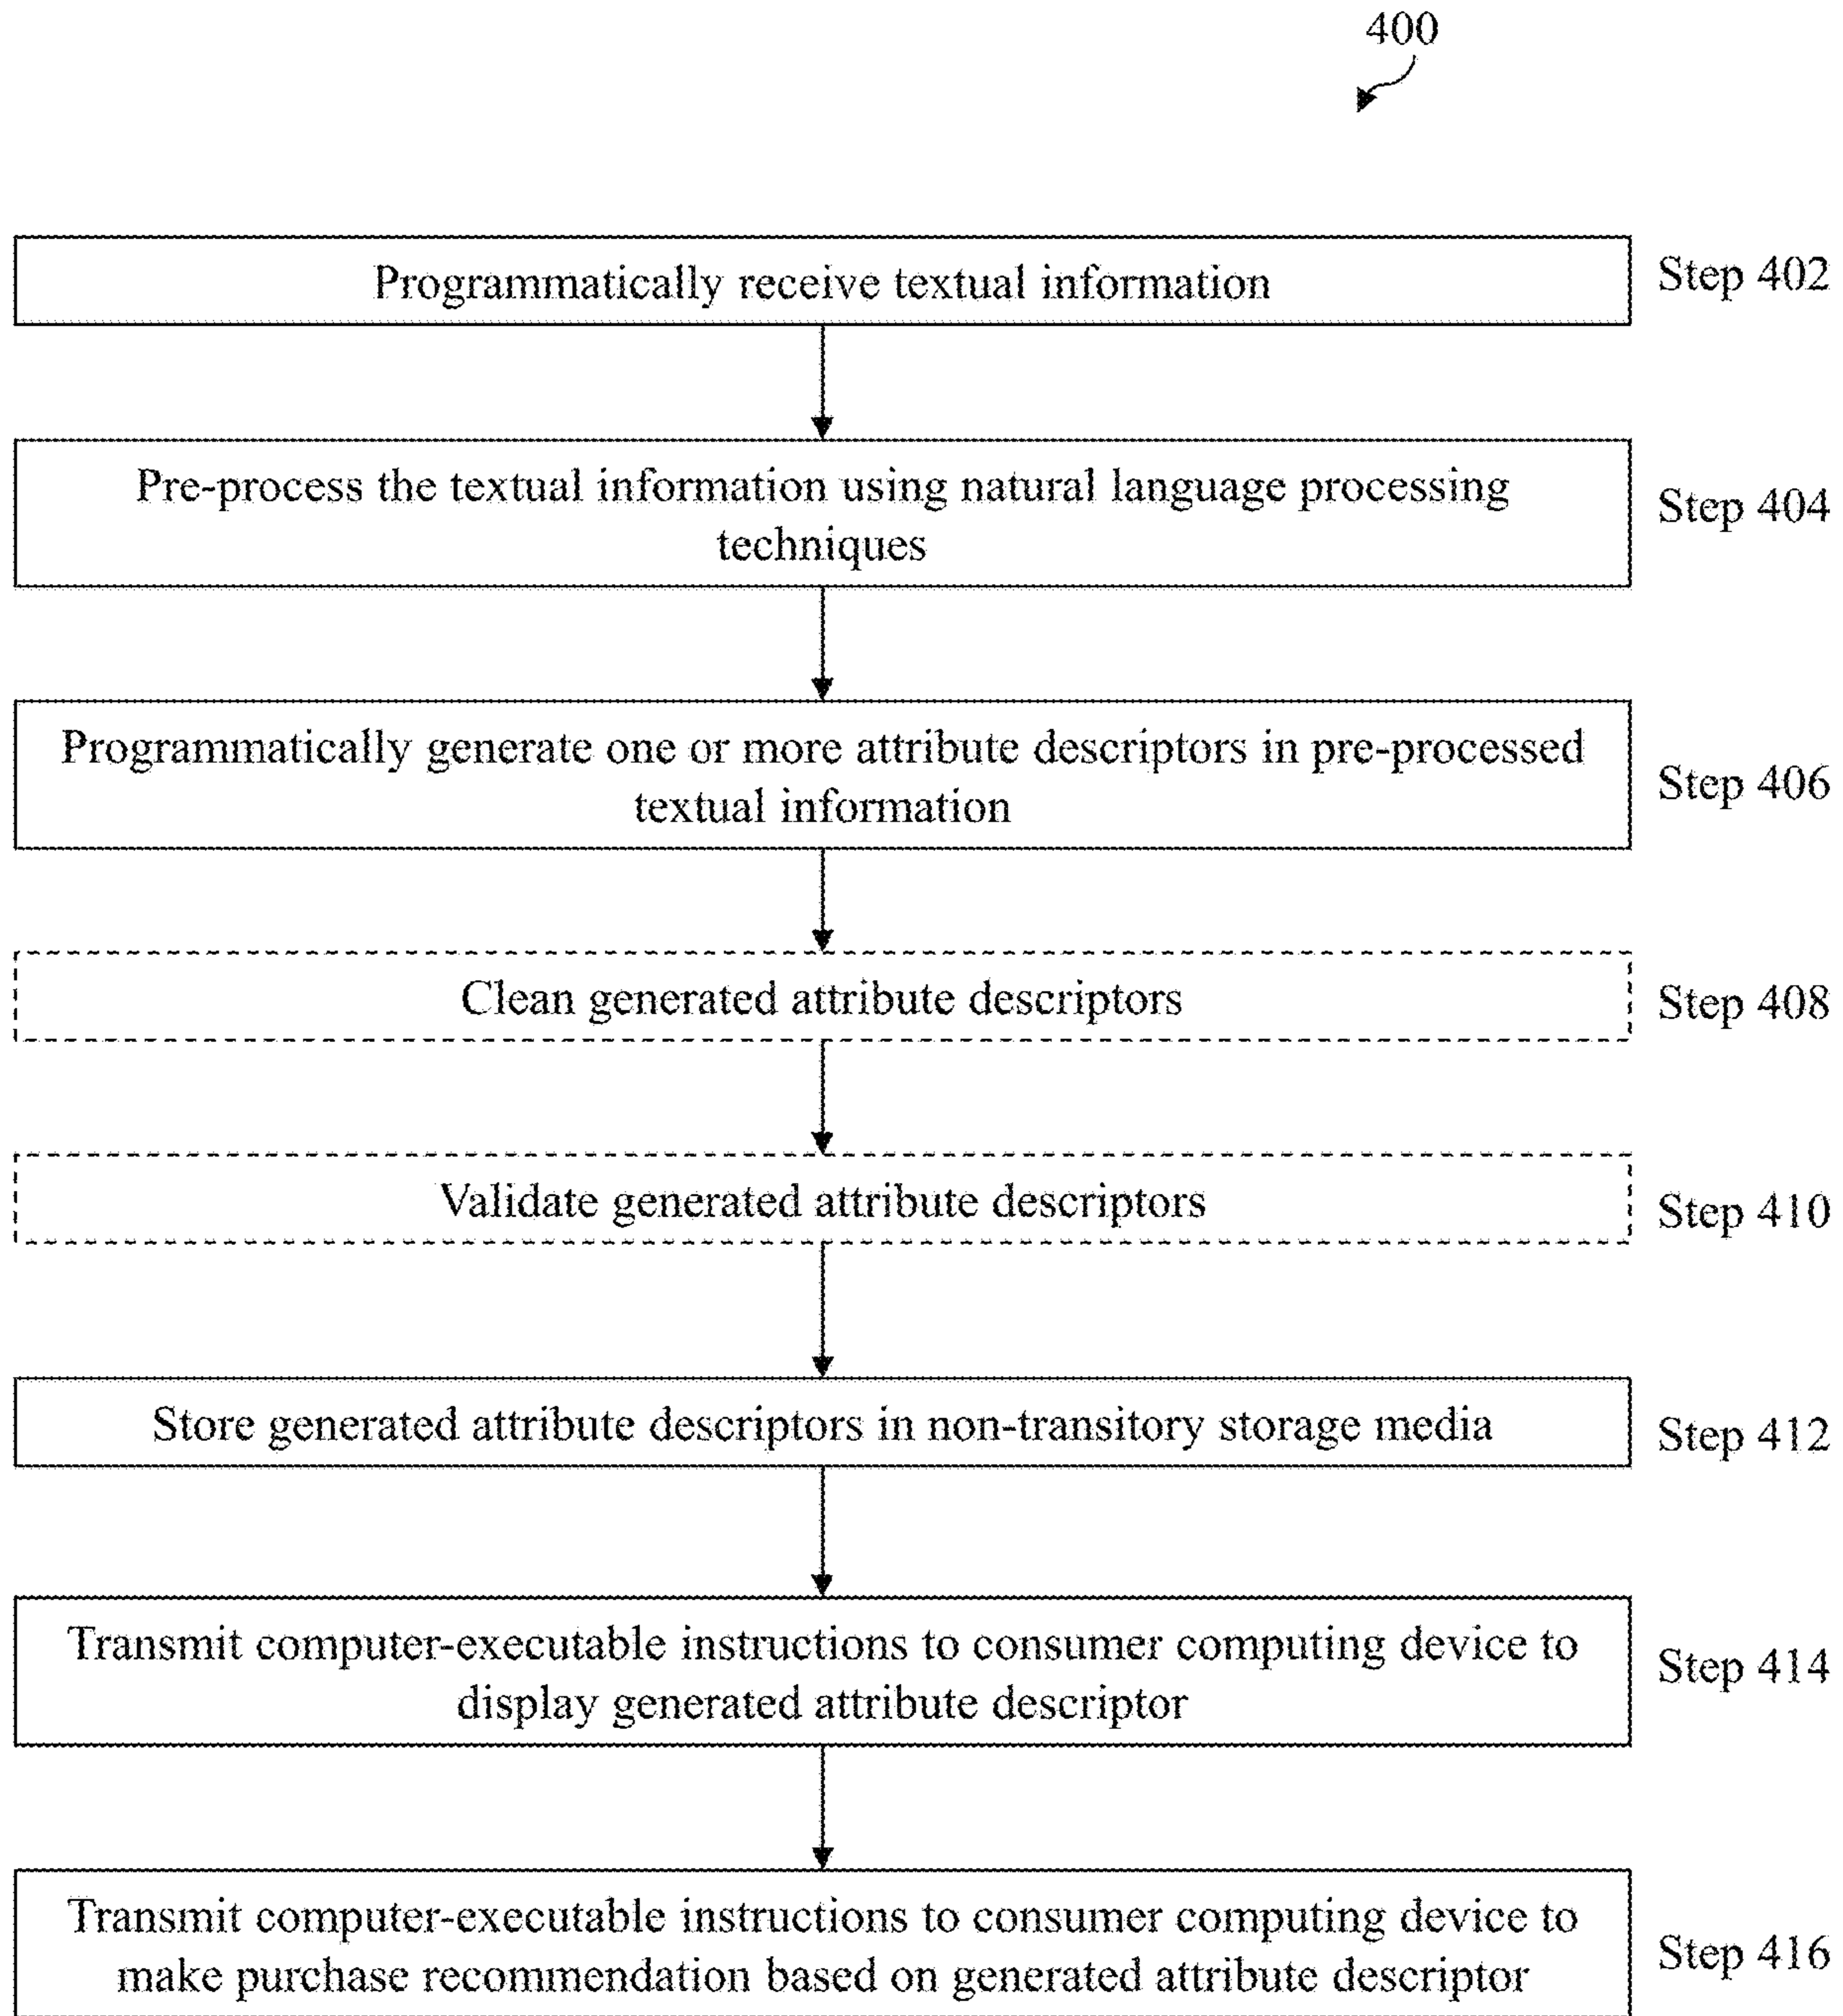 400
Programmatically receive textual information
Step 402
Pre-process the textual information using natural language processing
techniques
Step 404
Programmatically generate one or more attribute descriptors in pre-processed
textual information
Step 406
Clean generated attribute descriptors
Step 408
Validate generated attribute descriptors
Step 410
Store generated attribute descriptors in non-transitory storage media
Step 412
Transmit computer-executable instructions to consumer computing device to
display generated attribute descriptor
Step 414
Transmit computer-executable instructions to consumer computing device to
make purchase recommendation based on generated attribute descriptor
Step 416